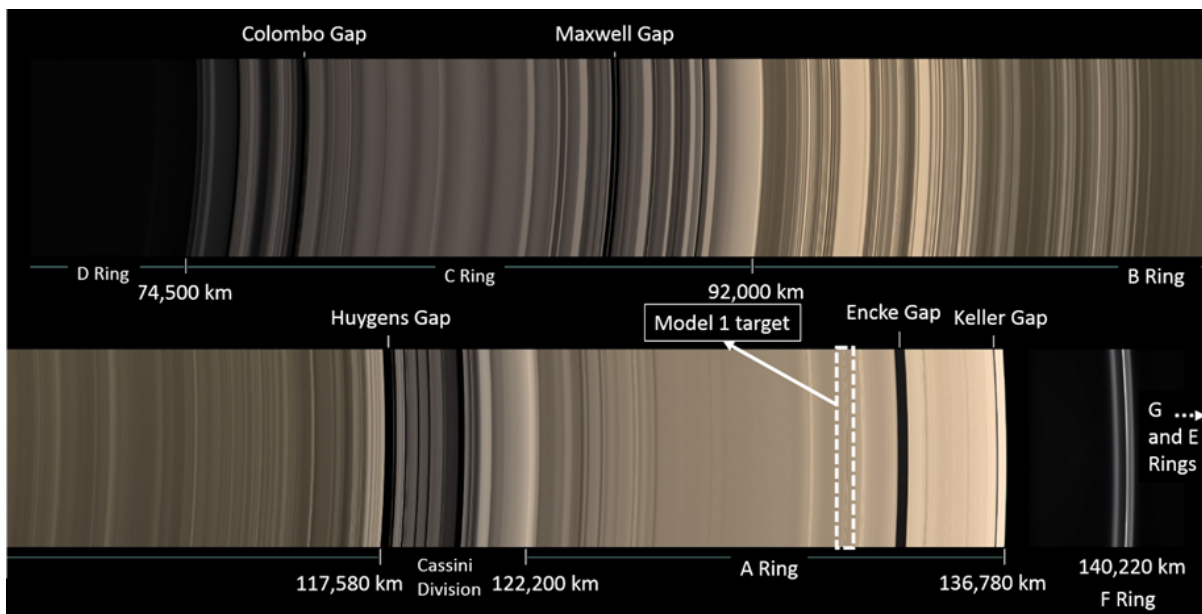 Colombo Gap
Maxwell Gap
D Ring
C Ring
B Ring
74,500 km
92,000 km
Huygens Gap
Model 1 target
Encke Gap
Keller Gap
G ...
and E
Rings
Cassini
Division
A Ring
117,580 km
122,200 km
136,780 km
140,220 km
F Ring